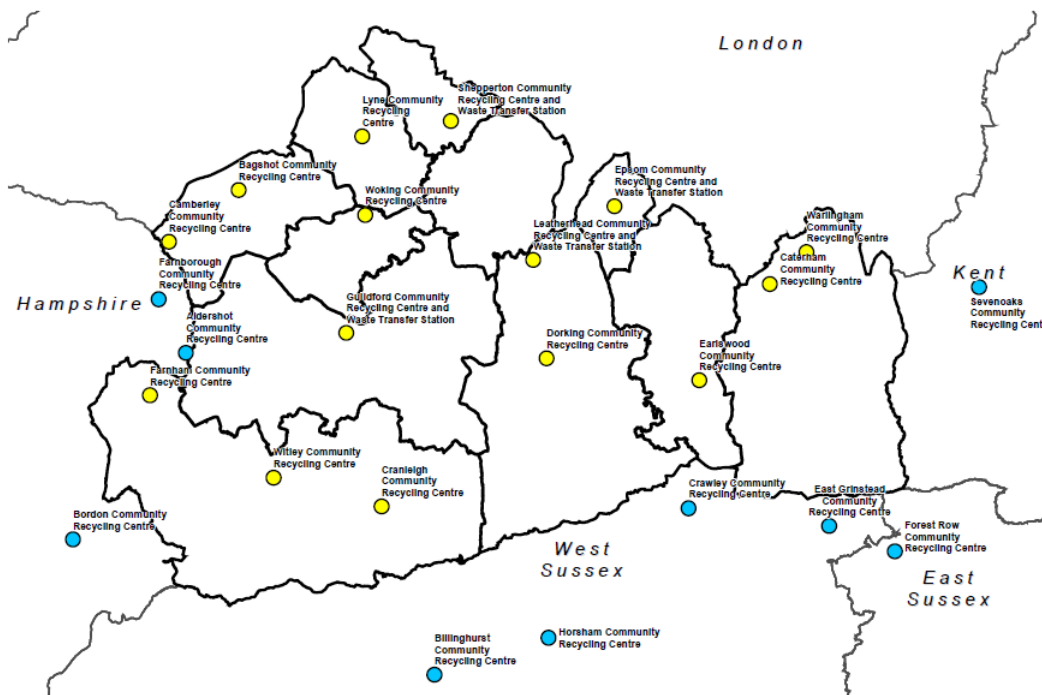 London
Shepperton Community
Recycling Centre and
Waste Transfer Station
Lyne Community
Recycling
Centre
Bagshot Community
Recycling Centre
Epsom Community
Recycling Centre and
Waste Transfer Station
Woking Community
Recycling Centre
Camberley
Community
Recycling Centre
Warlingham
Community
Recycling Centre
Leatherhead Community
Recycling Centre and
Waste Transfer Station
Caterham
Community
Recycling Centre
Farnborough
Community
Recycling Centre
Kent
Hampshire
Sevenoaks
Community
Recycling Cent
Guildford Community
Recycling Centre and
Waste Transfer Station
Aldershot
Community
Recycling Centre
Dorking Community
Recycling Centre
Earlswood
Community
Recycling Centre
Farnham Community
Recycling Centre
Witley Community
Recycling Centre
Cranleigh
Community
Recycling Centre
Crawley Community
Recycling Centre
East Grinstead
Community
Recycling Centre
Bordon Community
Recycling Centre
Forest Row
Community
Recycling Centre
West
Sussex
East
Sussex
Horsham Community
Recycling Centre
Billinghurst
Community
Recycling Centre